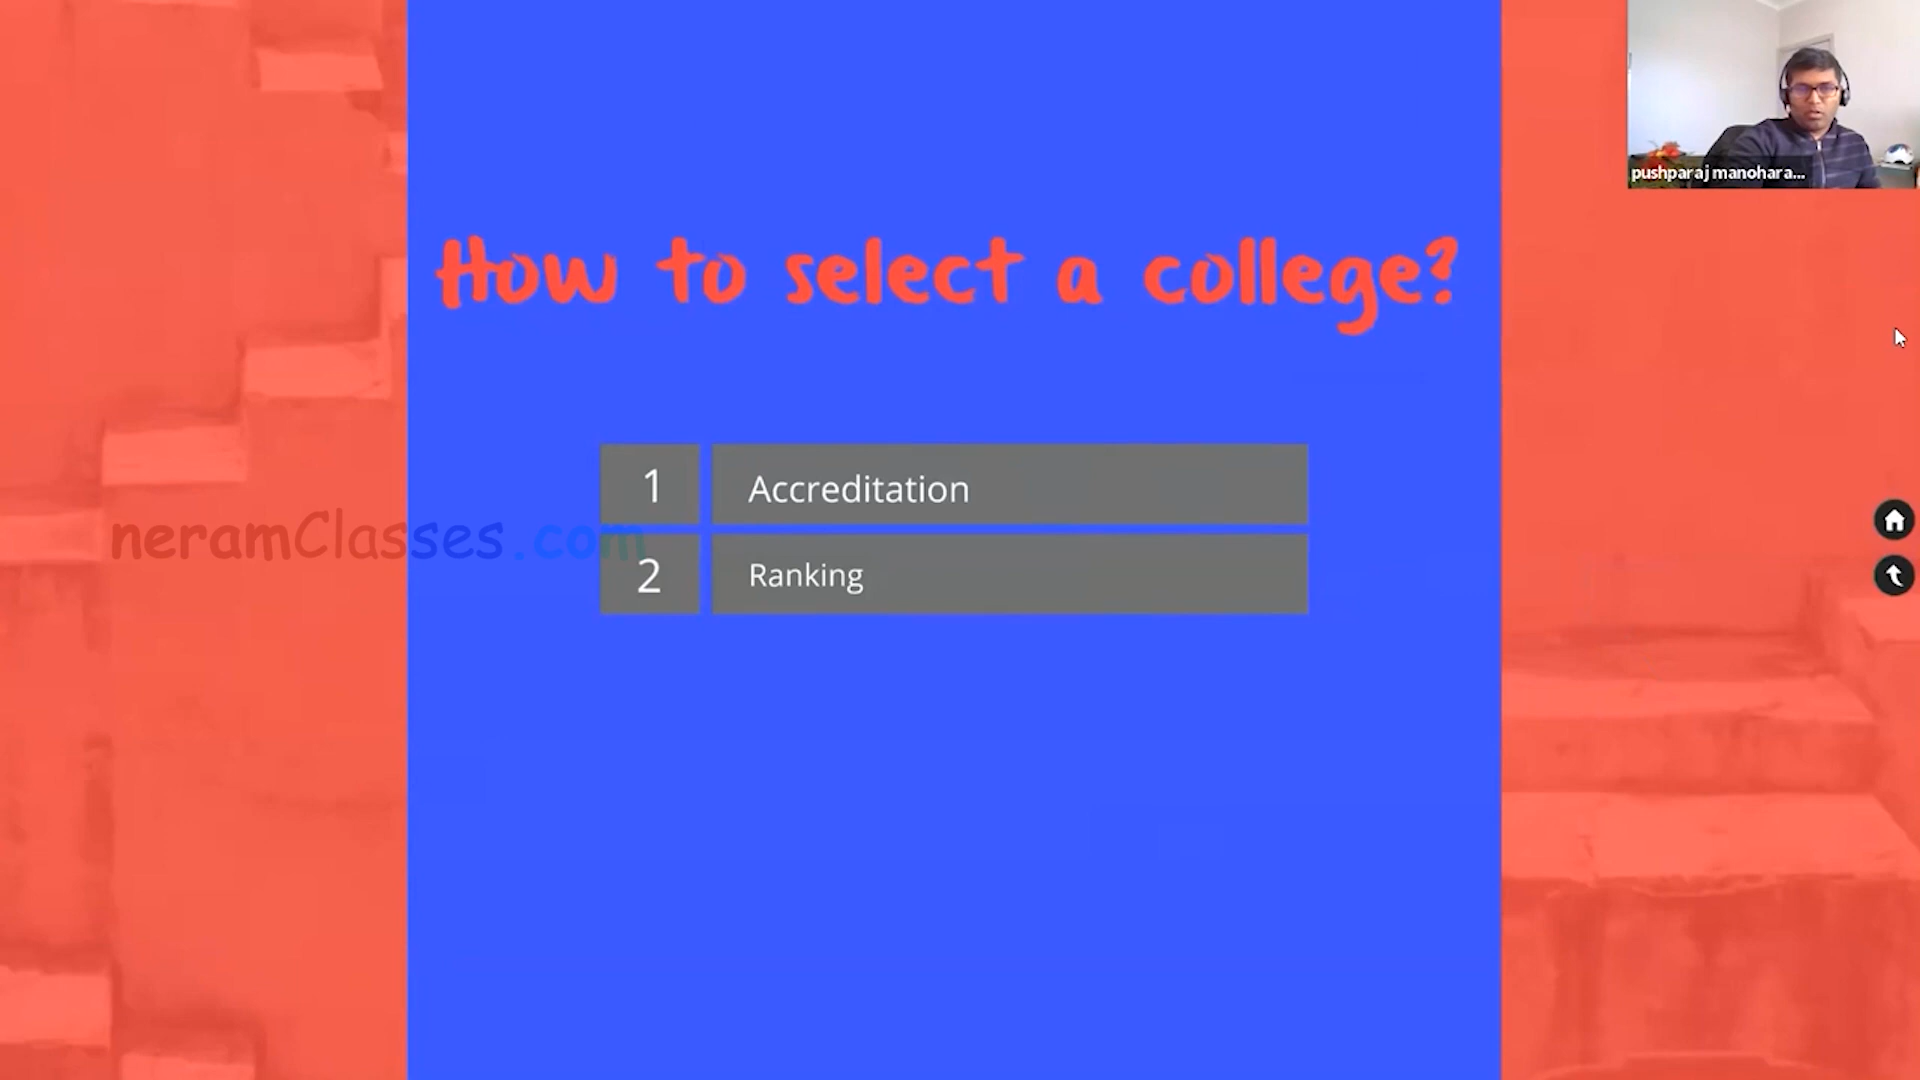 pushparaj manohara...
How to select a college?
1 Accreditation
neramClasses.com
2 Ranking